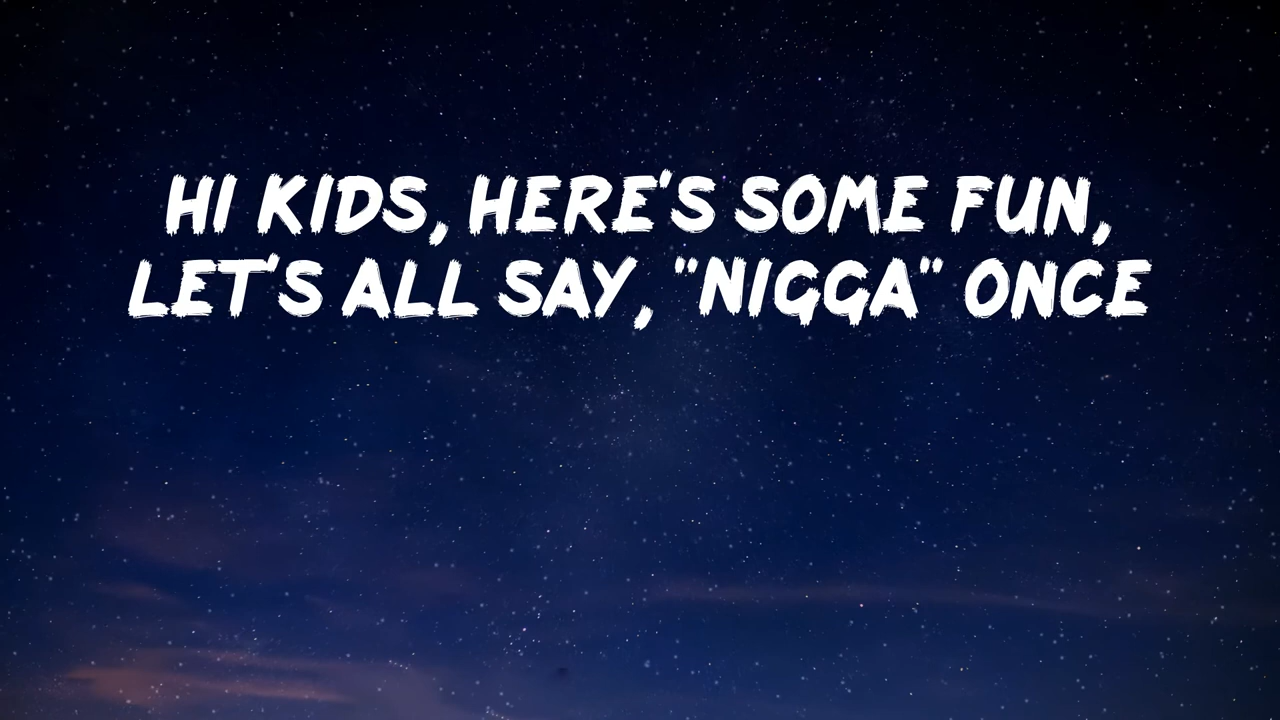 HI KIDS, HERE'S SOME FUN,
LET'S ALL SAY, "NIGGA" ONCE